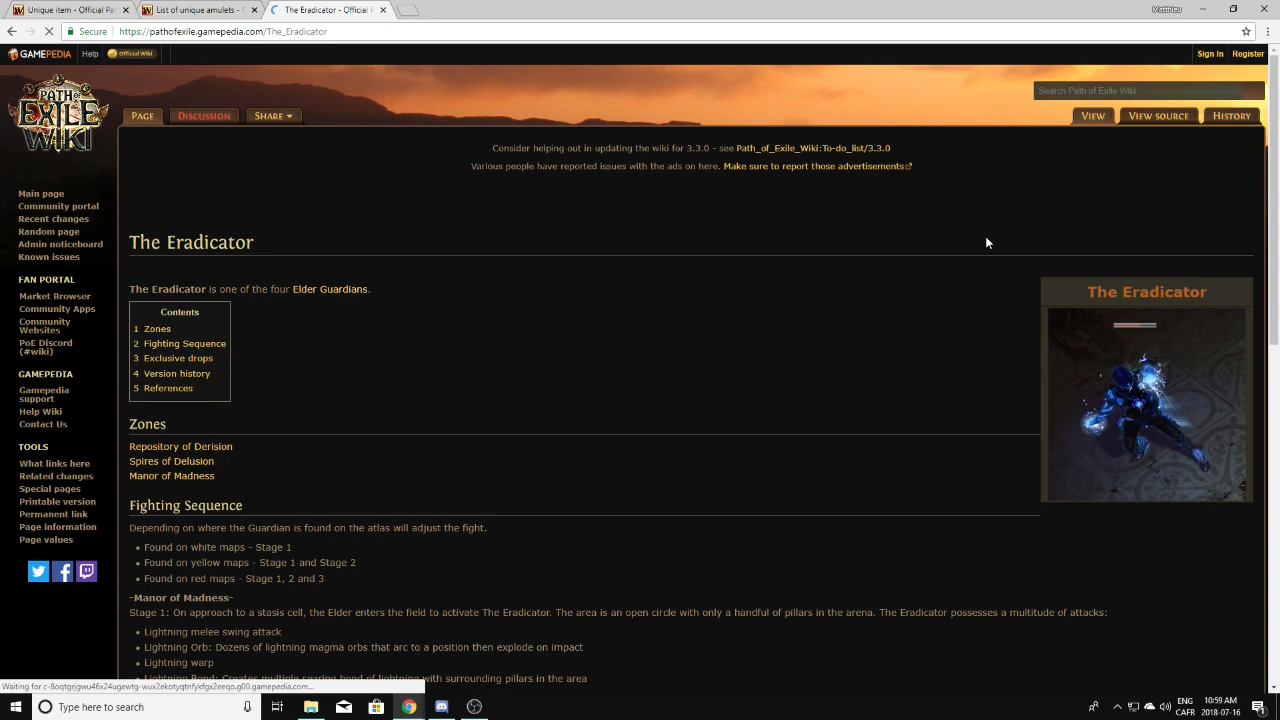 Unique item - Official Pat
List of unique amulets -
The Eradicator - Official
Matthieu
Secure
https://pathofexile.gamepedia.com/The_Eradicator
GAMEPEDIA
Help
Official Wiki
Sign In
Register
PATH OF EXILE WIKI
Search Path of Exile Wiki
PAGE
DISCUSSION
SHARE
VIEW
VIEW SOURCE
HISTORY
Consider helping out in updating the wiki for 3.3.0 - see Path_of_Exile_Wiki:To-do_list/3.3.0
Various people have reported issues with the ads on here. Make sure to report those advertisements
Main page
Community portal
Recent changes
Random page
Admin noticeboard
Known issues
FAN PORTAL
Market Browser
Community Apps
Community
Websites
PoE Discord
(#wiki)
GAMEPEDIA
Gamepedia
support
Help Wiki
Contact Us
TOOLS
What links here
Related changes
Special pages
Printable version
Permanent link
Page information
Page values
The Eradicator
The Eradicator is one of the four Elder Guardians.
Contents
1 Zones
2 Fighting Sequence
3 Exclusive drops
4 Version history
5 References
The Eradicator
Zones
Repository of Derision
Spires of Delusion
Manor of Madness
Fighting Sequence
Depending on where the Guardian is found on the atlas will adjust the fight.
• Found on white maps - Stage 1
• Found on yellow maps - Stage 1 and Stage 2
• Found on red maps - Stage 1, 2 and 3
-Manor of Madness-
Stage 1: On approach to a stasis cell, the Elder enters the field to activate The Eradicator. The area is an open circle with only a handful of pillars in the arena. The Eradicator possesses a multitude of attacks:
• Lightning melee swing attack
• Lightning Orb: Dozens of lightning magma orbs that arc to a position then explode on impact
• Lightning warp
• Lightning Bond: Creates multiple searing bond of lightning with surrounding pillars in the area
Type here to search
ENG
CAFR
10:59 AM
2018-07-16